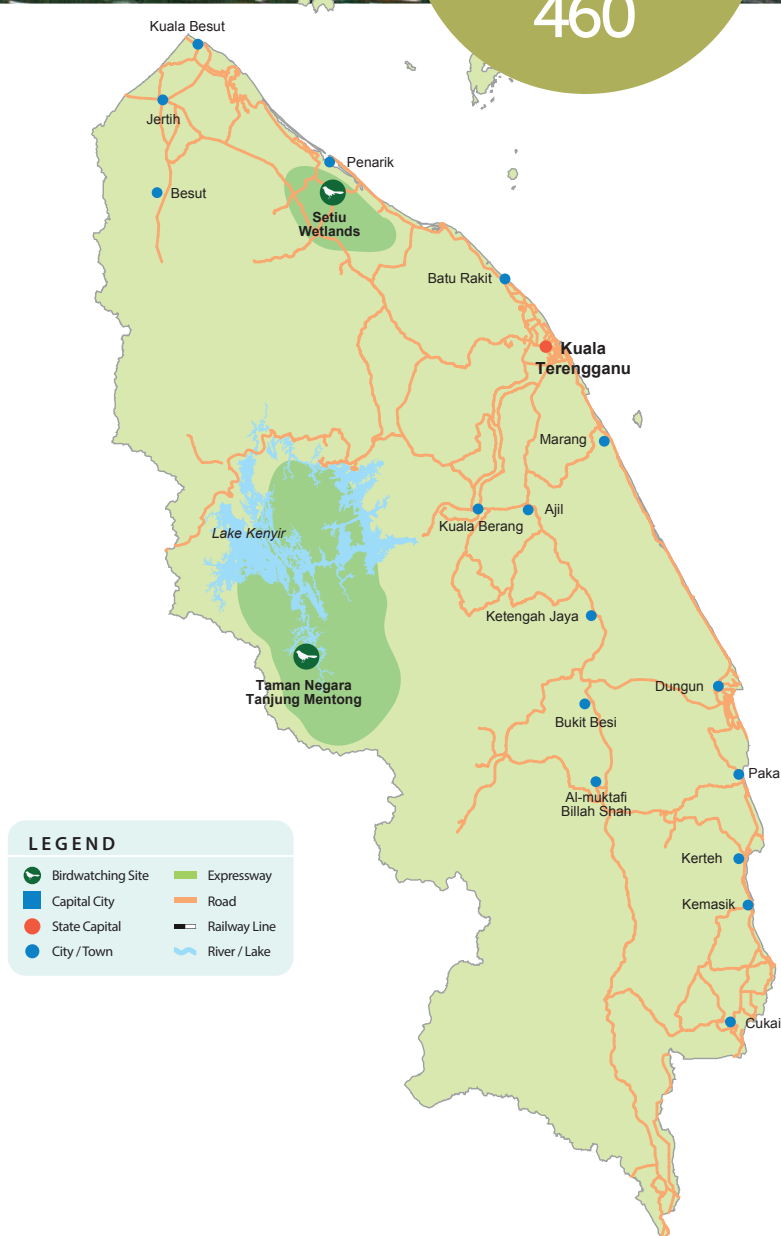 460
Kuala Besut
Jertih
Penarik
Besut
Setiu
Wetlands
Batu Rakit
Kuala
Terengganu
Marang
Ajil
Kuala Berang
Lake Kenyir
Ketengah Jaya
Taman Negara
Tanjung Mentong
Dungun
Bukit Besi
Paka
Al-muktafi
Billah Shah
Kerteh
Kemasik
Cukai
LEGEND
Birdwatching Site
Capital City
State Capital
City / Town
Expressway
Road
Railway Line
River / Lake